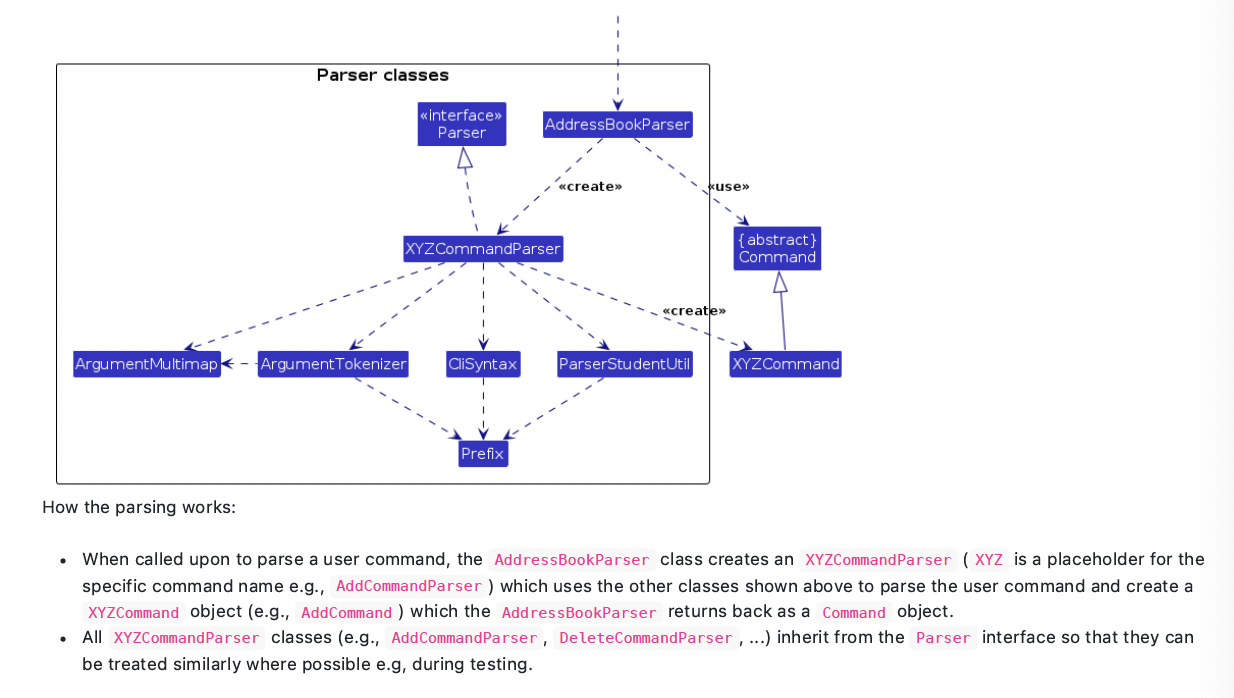 Parser classes
«interface»
Parser
AddressBookParser
«create»
«use»
XYZCommandParser
{abstract}
Command
«create»
ArgumentMultimap
ArgumentTokenizer
CliSyntax
ParserStudentUtil
XYZCommand
Prefix
How the parsing works:
• When called upon to parse a user command, the AddressBookParser class creates an XYZCommandParser ( XYZ is a placeholder for the
specific command name e.g., AddCommandParser ) which uses the other classes shown above to parse the user command and create a
XYZCommand object (e.g., AddCommand ) which the AddressBookParser returns back as a Command object.
• All XYZCommandParser classes (e.g., AddCommandParser , DeleteCommandParser , ...) inherit from the Parser interface so that they can
be treated similarly where possible e.g, during testing.